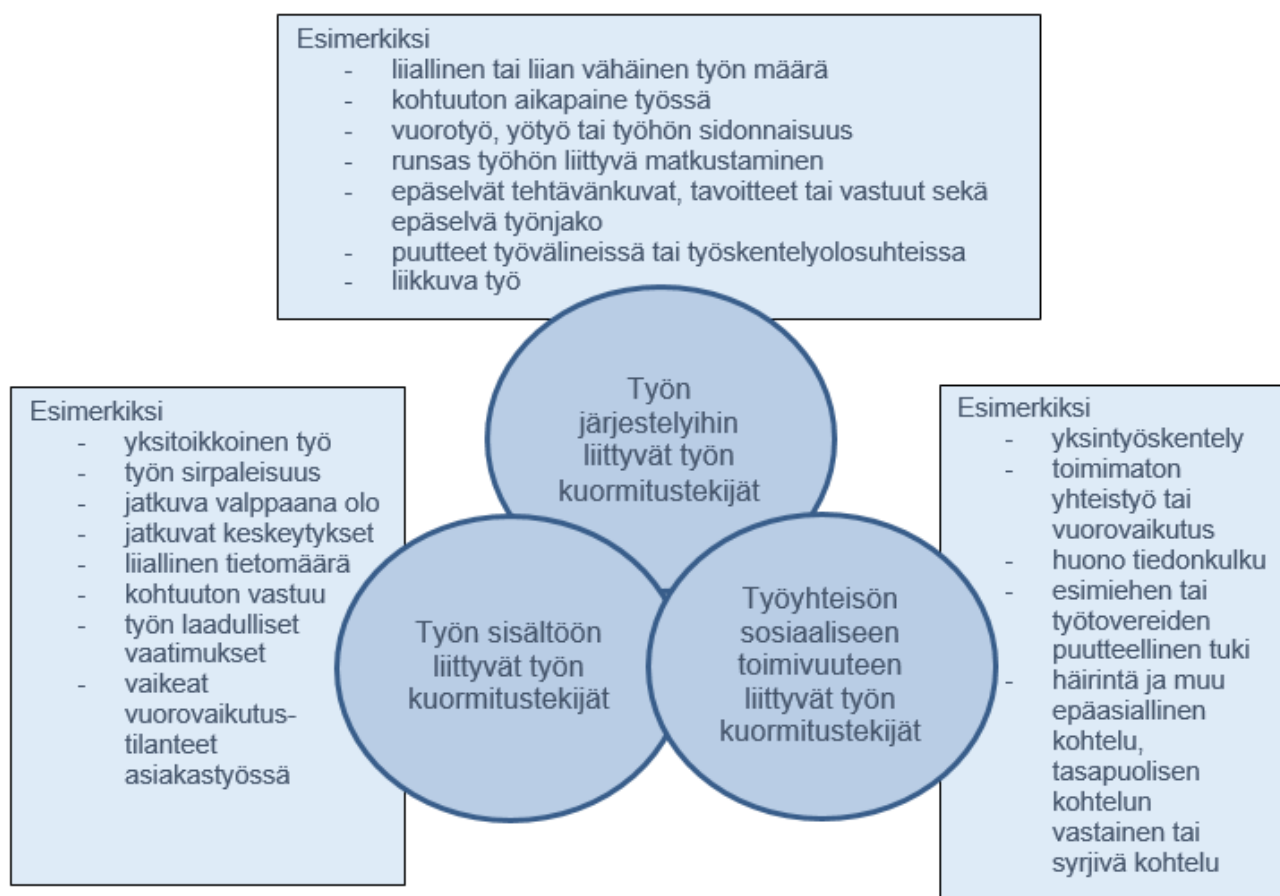 Esimerkiksi
- liiallinen tai liian vähäinen työn määrä
- kohtuuton aikapaine työssä
- vuorotyö, yötyö tai työhön sidonnaisuus
- runsas työhön liittyvä matkustaminen
- epäselvät tehtävänkuvat, tavoitteet tai vastuut sekä
epäselvä työnjako
- puutteet työvälineissä tai työskentelyolosuhteissa
- liikkuva työ
Työn
järjestelyihin
liittyvät työn
kuormitustekijät
Esimerkiksi
- yksitoikkoinen työ
- työn sirpaleisuus
- jatkuva valppaana olo
- jatkuvat keskeytykset
- liiallinen tietomäärä
- kohtuuton vastuu
- työn laadulliset
vaatimukset
- vaikeat
vuorovaikutus-
tilanteet
asiakastyössä
Työn sisältöön
liittyvät työn
kuormitustekijät
Työyhteisön
sosiaaliseen
toimivuuteen
liittyvät työn
kuormitustekijät
Esimerkiksi
- yksintyöskentely
- toimimaton
yhteistyö tai
vuorovaikutus
- huono tiedonkulku
- esimiehen tai
työtovereiden
puutteellinen tuki
- häirintä ja muu
epäasiallinen
kohtelu,
tasapuolisen
kohtelun
vastainen tai
syrjivä kohtelu